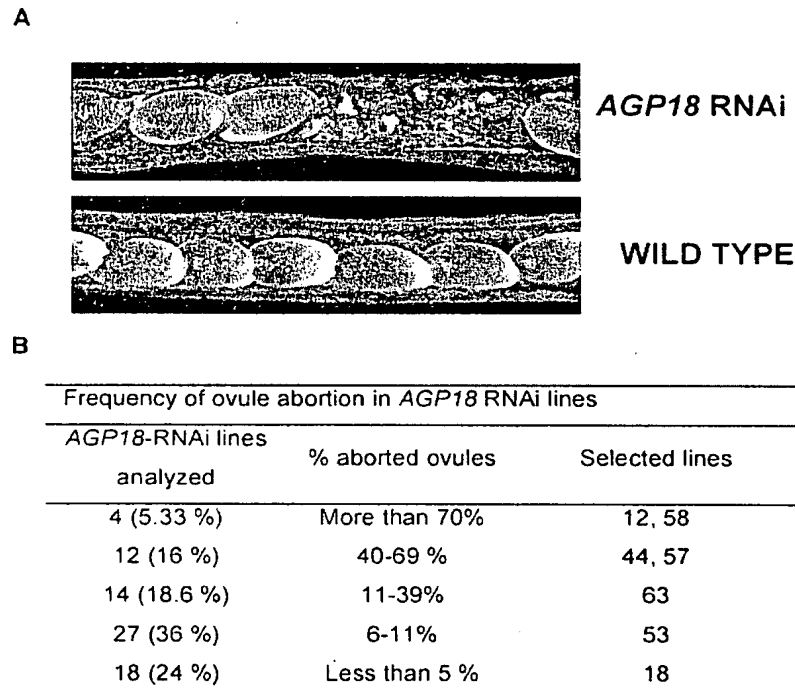 A
AGP18 RNAi
WILD TYPE
B
Frequency of ovule abortion in AGP18 RNAi lines
AGP18-RNAi lines analyzed % aborted ovules Selected lines
4 (5.33 %) More than 70% 12, 58
12 (16 %) 40-69 % 44, 57
14 (18.6 %) 11-39% 63
27 (36 %) 6-11% 53
18 (24 %) Less than 5 % 18